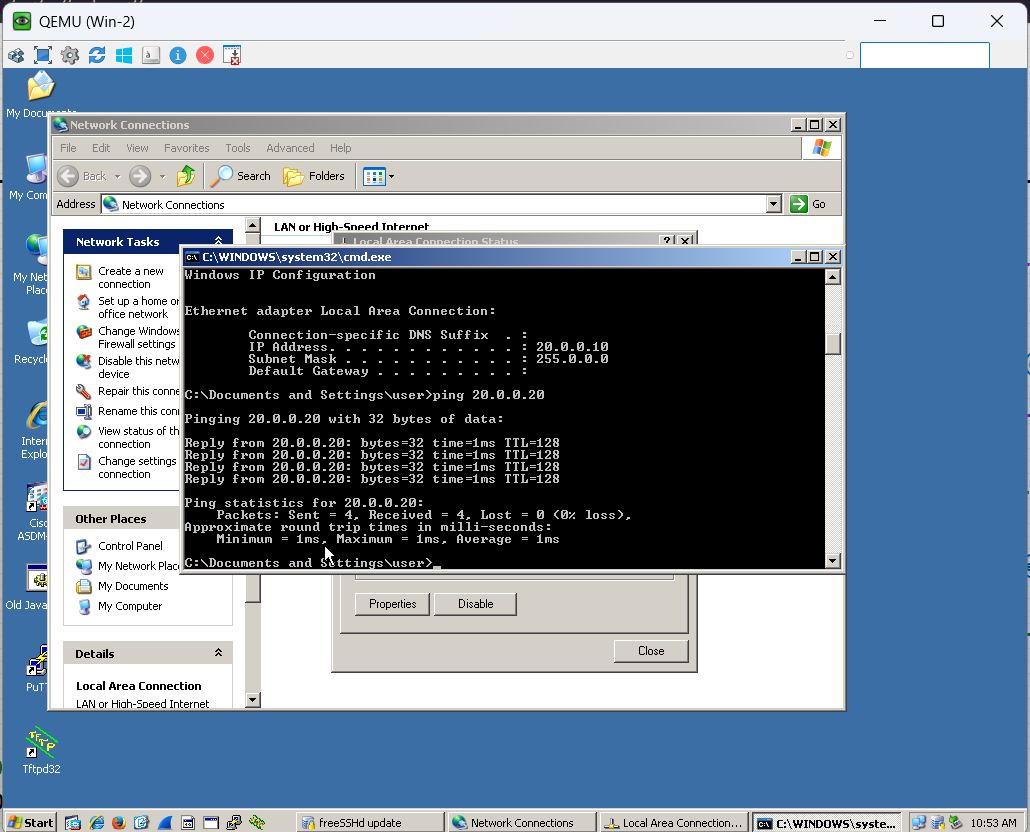 QEMU (Win-2)
My Documents
Network Connections
File Edit View Favorites Tools Advanced Help
Back Search Folders
Address Network Connections Go
LAN or High-Speed Internet
Network Tasks
Local Area Connection Status
C:\WINDOWS\system32\cmd.exe
Create a new
connection
Set up a home or
office network
Change Windows
Firewall settings
Disable this netw
device
Repair this conne
Rename this con
View status of th
connection
Change settings
connection
Other Places
Control Panel
My Network Place
My Documents
My Computer
Details
Local Area Connection
LAN or High-Speed Internet
Windows IP Configuration
Ethernet adapter Local Area Connection:
Connection-specific DNS Suffix . :
IP Address. . . . . . . . . . . . : 20.0.0.10
Subnet Mask . . . . . . . . . . . : 255.0.0.0
Default Gateway . . . . . . . . . :
C:\Documents and Settings\user>ping 20.0.0.20
Pinging 20.0.0.20 with 32 bytes of data:
Reply from 20.0.0.20: bytes=32 time=1ms TTL=128
Reply from 20.0.0.20: bytes=32 time=1ms TTL=128
Reply from 20.0.0.20: bytes=32 time=1ms TTL=128
Reply from 20.0.0.20: bytes=32 time=1ms TTL=128
Ping statistics for 20.0.0.20:
Packets: Sent = 4, Received = 4, Lost = 0 (0% loss),
Approximate round trip times in milli-seconds:
Minimum = 1ms, Maximum = 1ms, Average = 1ms
C:\Documents and Settings\user>_
Properties Disable
Close
My Com
My Net
Place
Recycl
Intern
Explo
Cisc
ASDM-
Old Java
PuTT
Tftpd32
Start
freeSSHd update
Network Connections
Local Area Connection...
C:\WINDOWS\syste...
10:53 AM